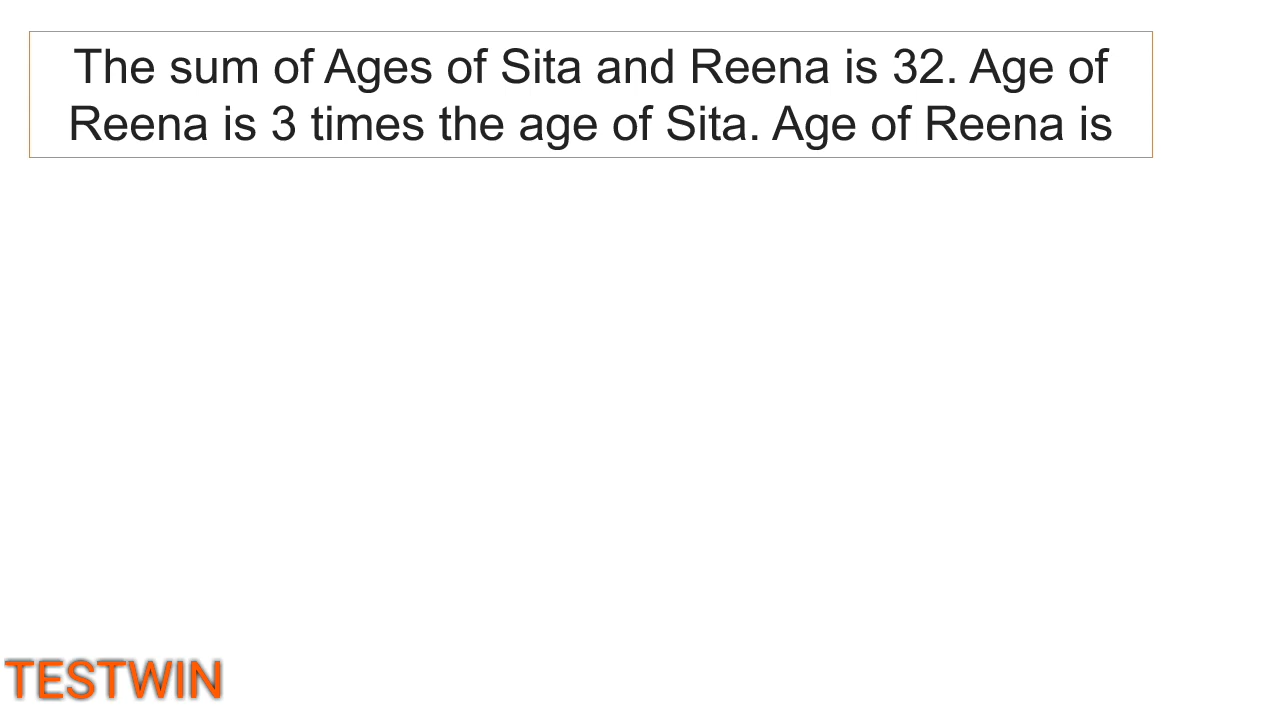 The sum of Ages of Sita and Reena is 32. Age of
Reena is 3 times the age of Sita. Age of Reena is
TESTWIN